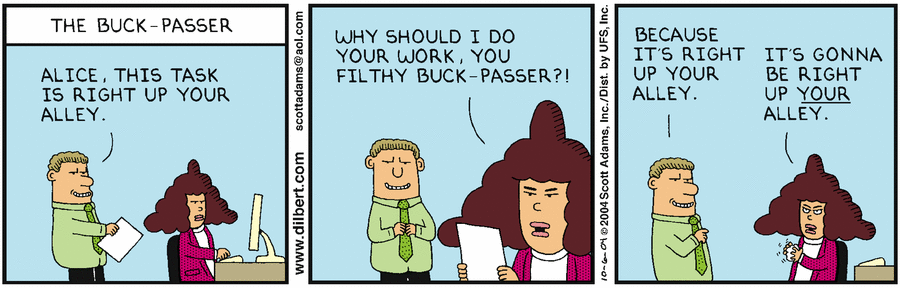 THE BUCK-PASSER
ALICE, THIS TASK
IS RIGHT UP YOUR
ALLEY.
www.dilbert.com scottadams@aol.com
WHY SHOULD I DO
YOUR WORK, YOU
FILTHY BUCK-PASSER?!
10-6-04 © 2004 Scott Adams, Inc./Dist. by UFS, Inc.
BECAUSE
IT'S RIGHT
UP YOUR
ALLEY.
IT'S GONNA
BE RIGHT
UP YOUR
ALLEY.